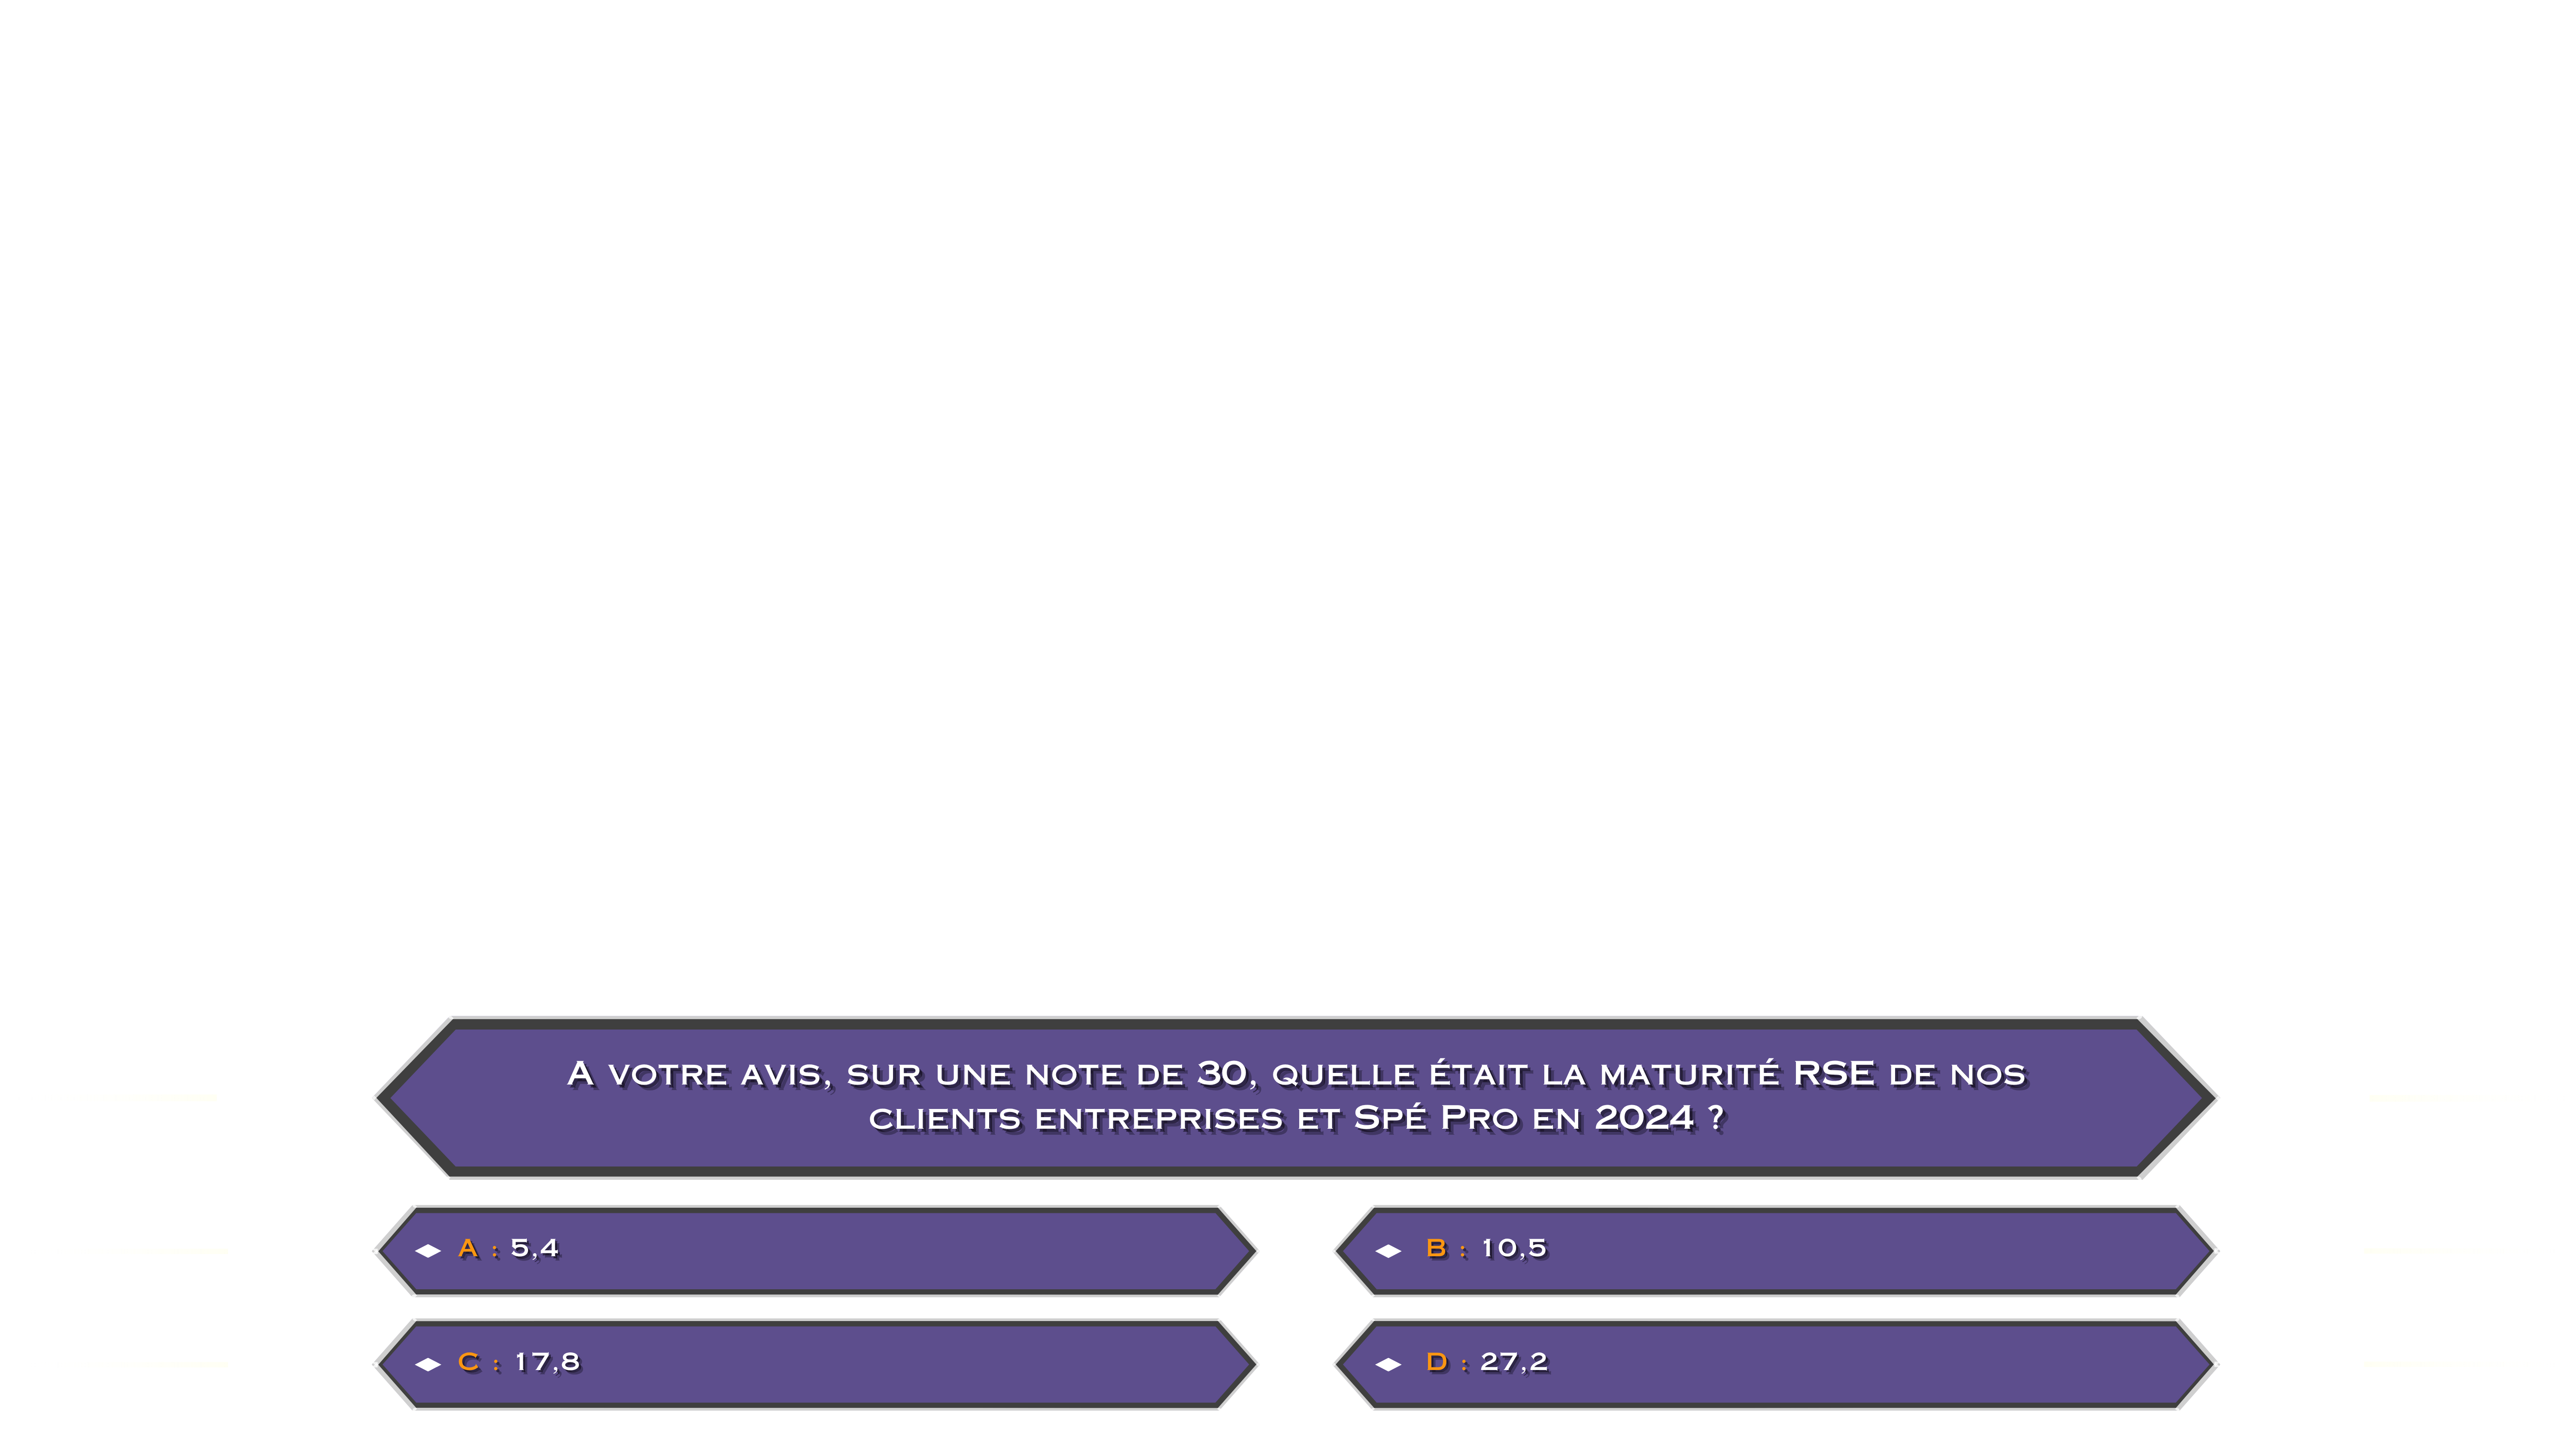 A votre avis, sur une note de 30, quelle était la maturité RSE de nos
clients entreprises et Spé Pro en 2024 ?
A : 5,4
B : 10,5
C : 17,8
D : 27,2